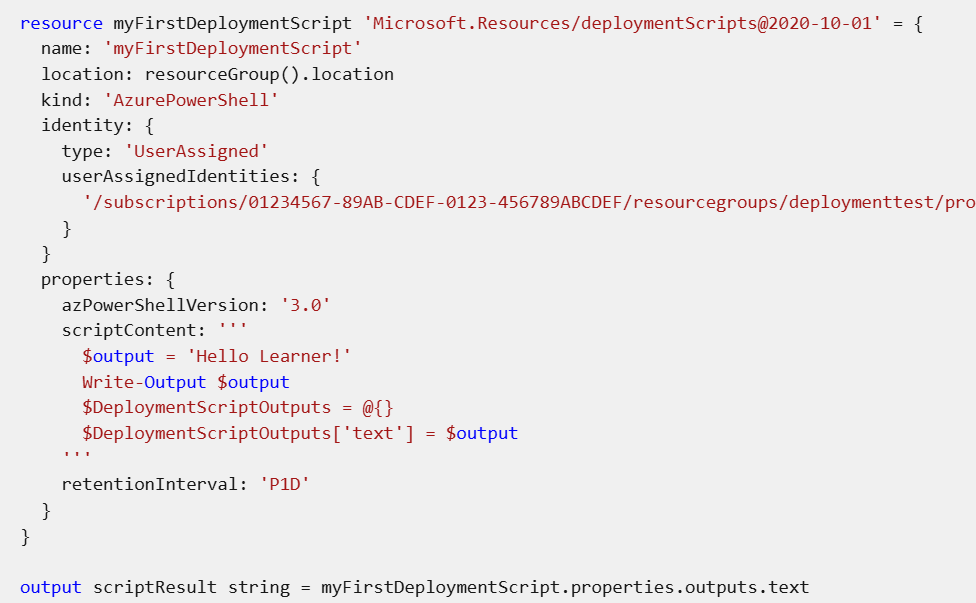 resource myFirstDeploymentScript 'Microsoft.Resources/deploymentScripts@2020-10-01' = {
  name: 'myFirstDeploymentScript'
  location: resourceGroup().location
  kind: 'AzurePowerShell'
  identity: {
    type: 'UserAssigned'
    userAssignedIdentities: {
      '/subscriptions/01234567-89AB-CDEF-0123-456789ABCDEF/resourcegroups/deploymenttest/pro
    }
  }
  properties: {
    azPowerShellVersion: '3.0'
    scriptContent: '''
      $output = 'Hello Learner!'
      Write-Output $output
      $DeploymentScriptOutputs = @{}
      $DeploymentScriptOutputs['text'] = $output
    '''
    retentionInterval: 'P1D'
  }
}

output scriptResult string = myFirstDeploymentScript.properties.outputs.text